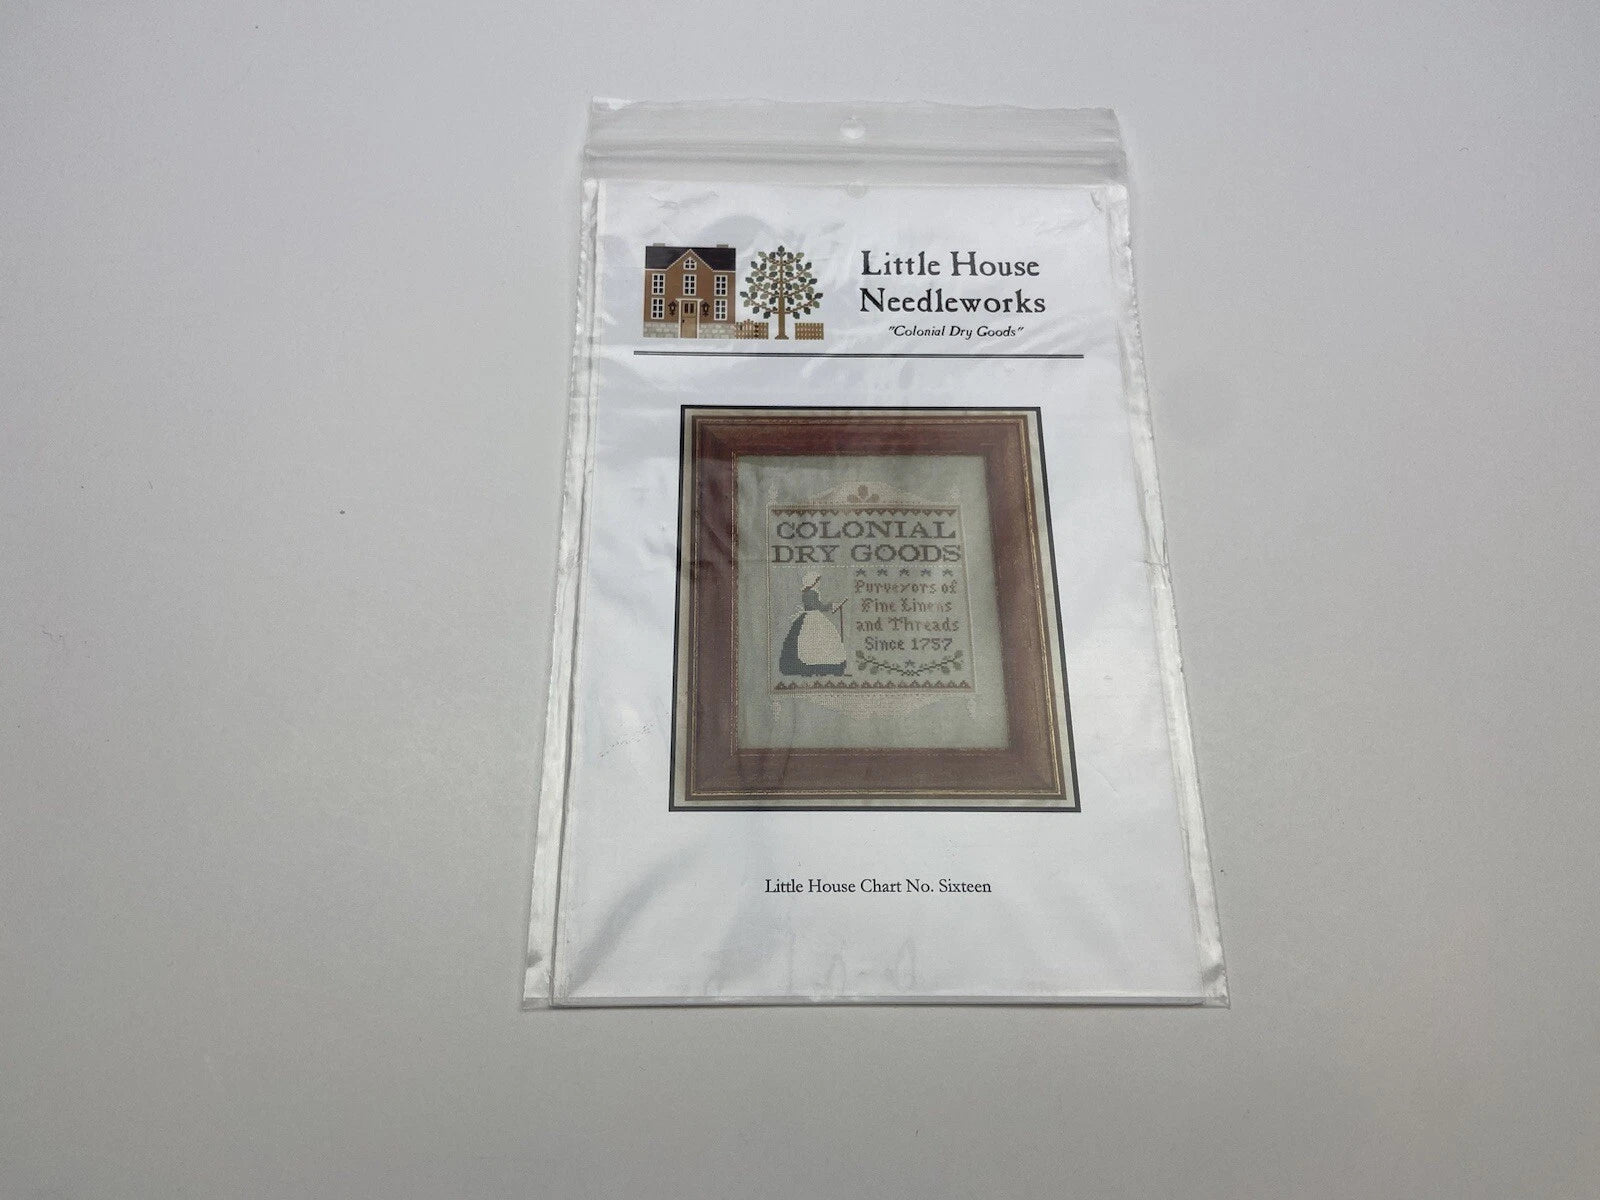 Little House
Needleworks
"Colonial Dry Goods"
COLONIAL
DRY GOODS
Purveyors of
Fine Linens
and Threads
Since 1757
Little House Chart No. Sixteen